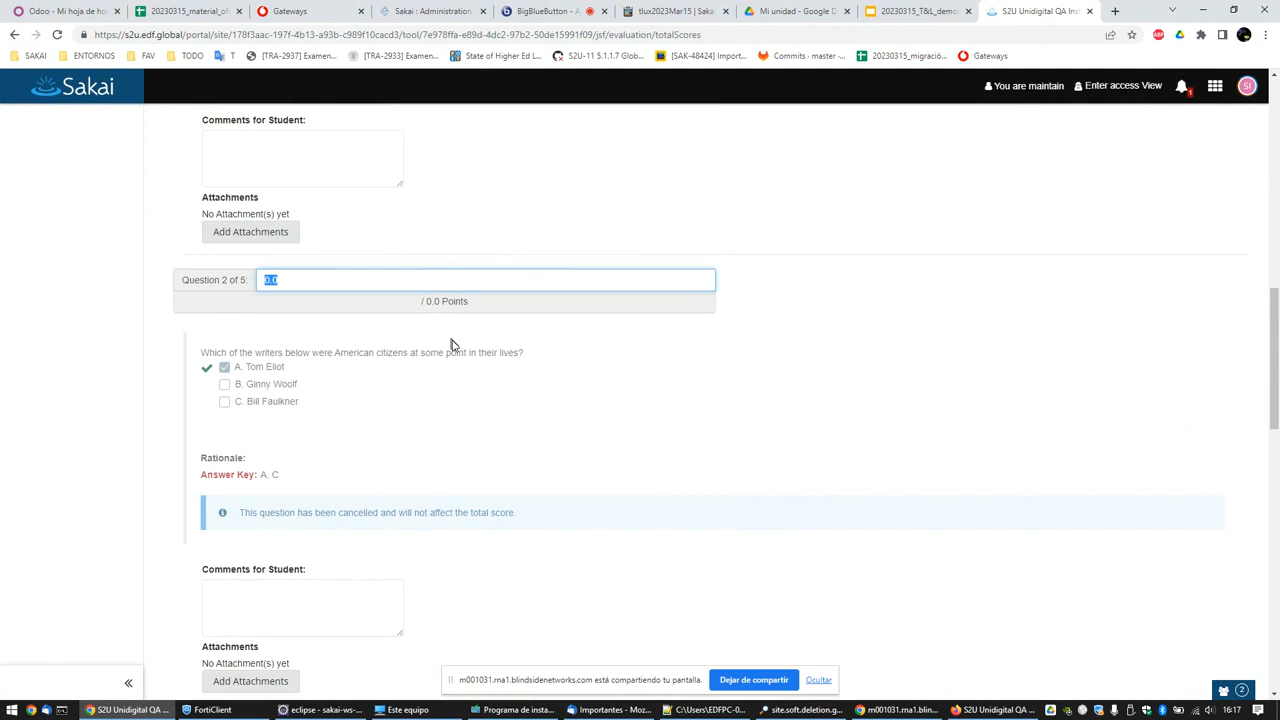 Odoo - Mi hoja de ho
20230315_material_of
Gateways
Sakai : Administration
BigBlueButton - A
tlux2023Mar15 | Saka
Mi unidad - Google D
20230315_T&L_demo
S2U Unidigital QA Ins
https://s2u.edf.global/portal/site/178f3aac-197f-4b13-a93b-c989f10cacd3/tool/7e978ffa-e89d-4dc2-97b2-50de15991f09/jsf/evaluation/totalScores
SAKAI
ENTORNOS
FAV
TODO
T
[TRA-2937] Examen...
[TRA-2933] Examen...
State of Higher Ed L...
S2U-11 5.1.1.7 Globa...
[SAK-48424] Import...
Commits · master ·...
20230315_migració...
Gateways
Sakai
You are maintain
Enter access View
1
SI
Comments for Student:
Attachments
No Attachment(s) yet
Add Attachments
Question 2 of 5:
0.0
/ 0.0 Points
Which of the writers below were American citizens at some point in their lives?
A. Tom Eliot
B. Ginny Woolf
C. Bill Faulkner
Rationale:
Answer Key: A, C
This question has been cancelled and will not affect the total score.
Comments for Student:
Attachments
No Attachment(s) yet
Add Attachments
m001031.rna1.blindsidenetworks.com está compartiendo tu pantalla.
Dejar de compartir
Ocultar
2
S2U Unidigital QA ...
FortiClient
eclipse - sakai-ws-...
Este equipo
Programa de insta...
Importantes - Moz...
C:\Users\EDFPC-0...
site.soft.deletion.g...
m001031.rna1.blin...
S2U Unidigital QA ...
16:17